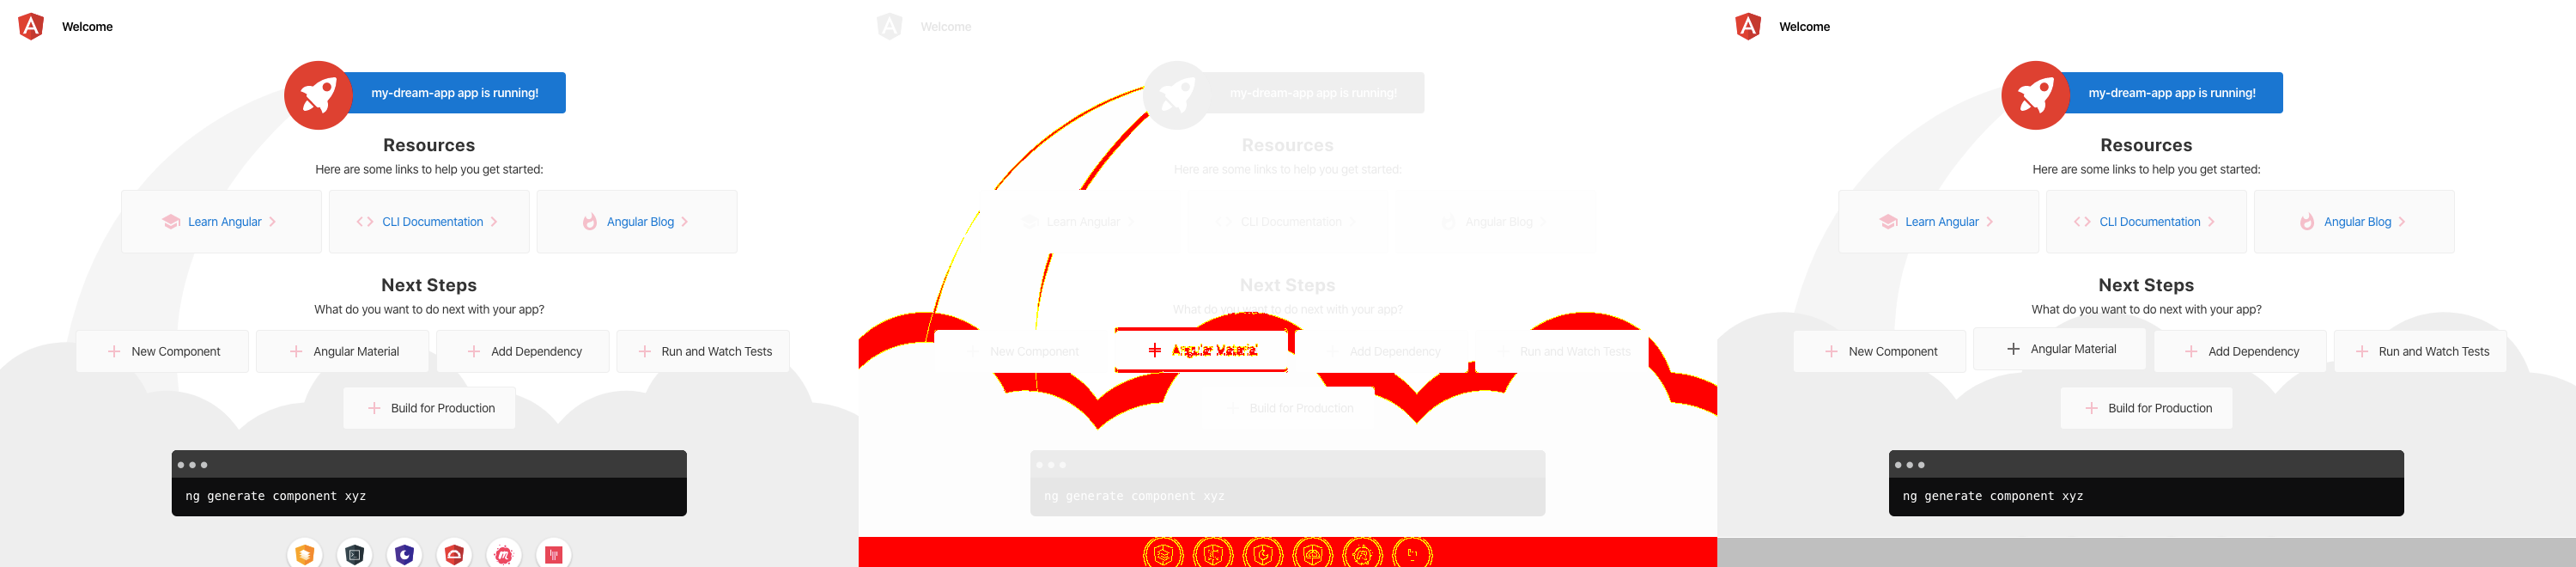 Welcome
my-dream-app app is running!
Resources
Here are some links to help you get started:
Learn Angular
CLI Documentation
Angular Blog
Next Steps
What do you want to do next with your app?
New Component
Angular Material
Add Dependency
Run and Watch Tests
Build for Production
ng generate component xyz
Welcome
my-dream-app app is running!
Resources
Here are some links to help you get started:
Learn Angular
CLI Documentation
Angular Blog
Next Steps
What do you want to do next with your app?
New Component
Angular Material
Add Dependency
Run and Watch Tests
Build for Production
ng generate component xyz
Welcome
my-dream-app app is running!
Resources
Here are some links to help you get started:
Learn Angular
CLI Documentation
Angular Blog
Next Steps
What do you want to do next with your app?
New Component
Angular Material
Add Dependency
Run and Watch Tests
Build for Production
ng generate component xyz